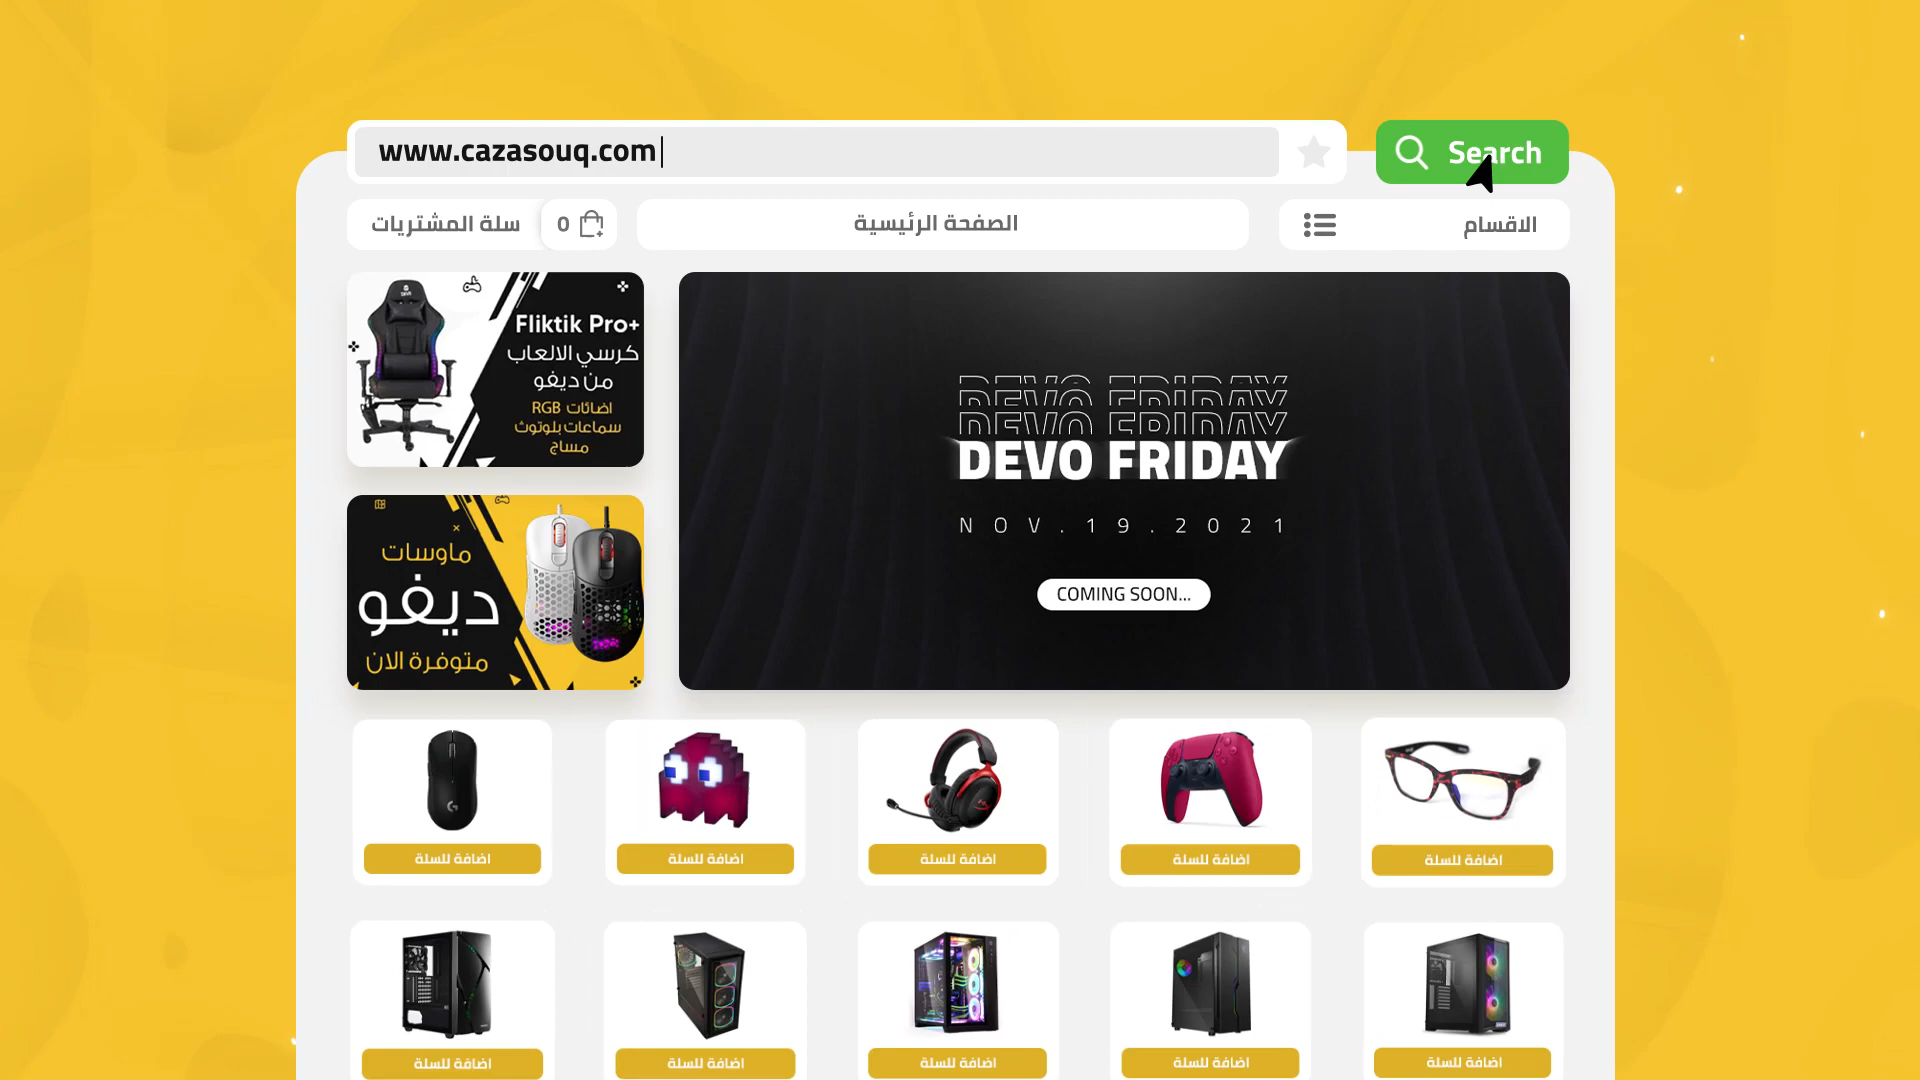 www.cazasouq.com
Search
سلة المشتريات
0
الصفحة الرئيسية
الاقسام
Fliktik Pro+
كرسي الالعاب
من ديفو
اضائات RGB
سماعات بلوتوث
مساج
DEVO FRIDAY
DEVO FRIDAY
DEVO FRIDAY
NOV.19.2021
COMING SOON...
ماوسات
ديفو
متوفرة الان
اضافة للسلة
اضافة للسلة
اضافة للسلة
اضافة للسلة
اضافة للسلة
اضافة للسلة
اضافة للسلة
اضافة للسلة
اضافة للسلة
اضافة للسلة